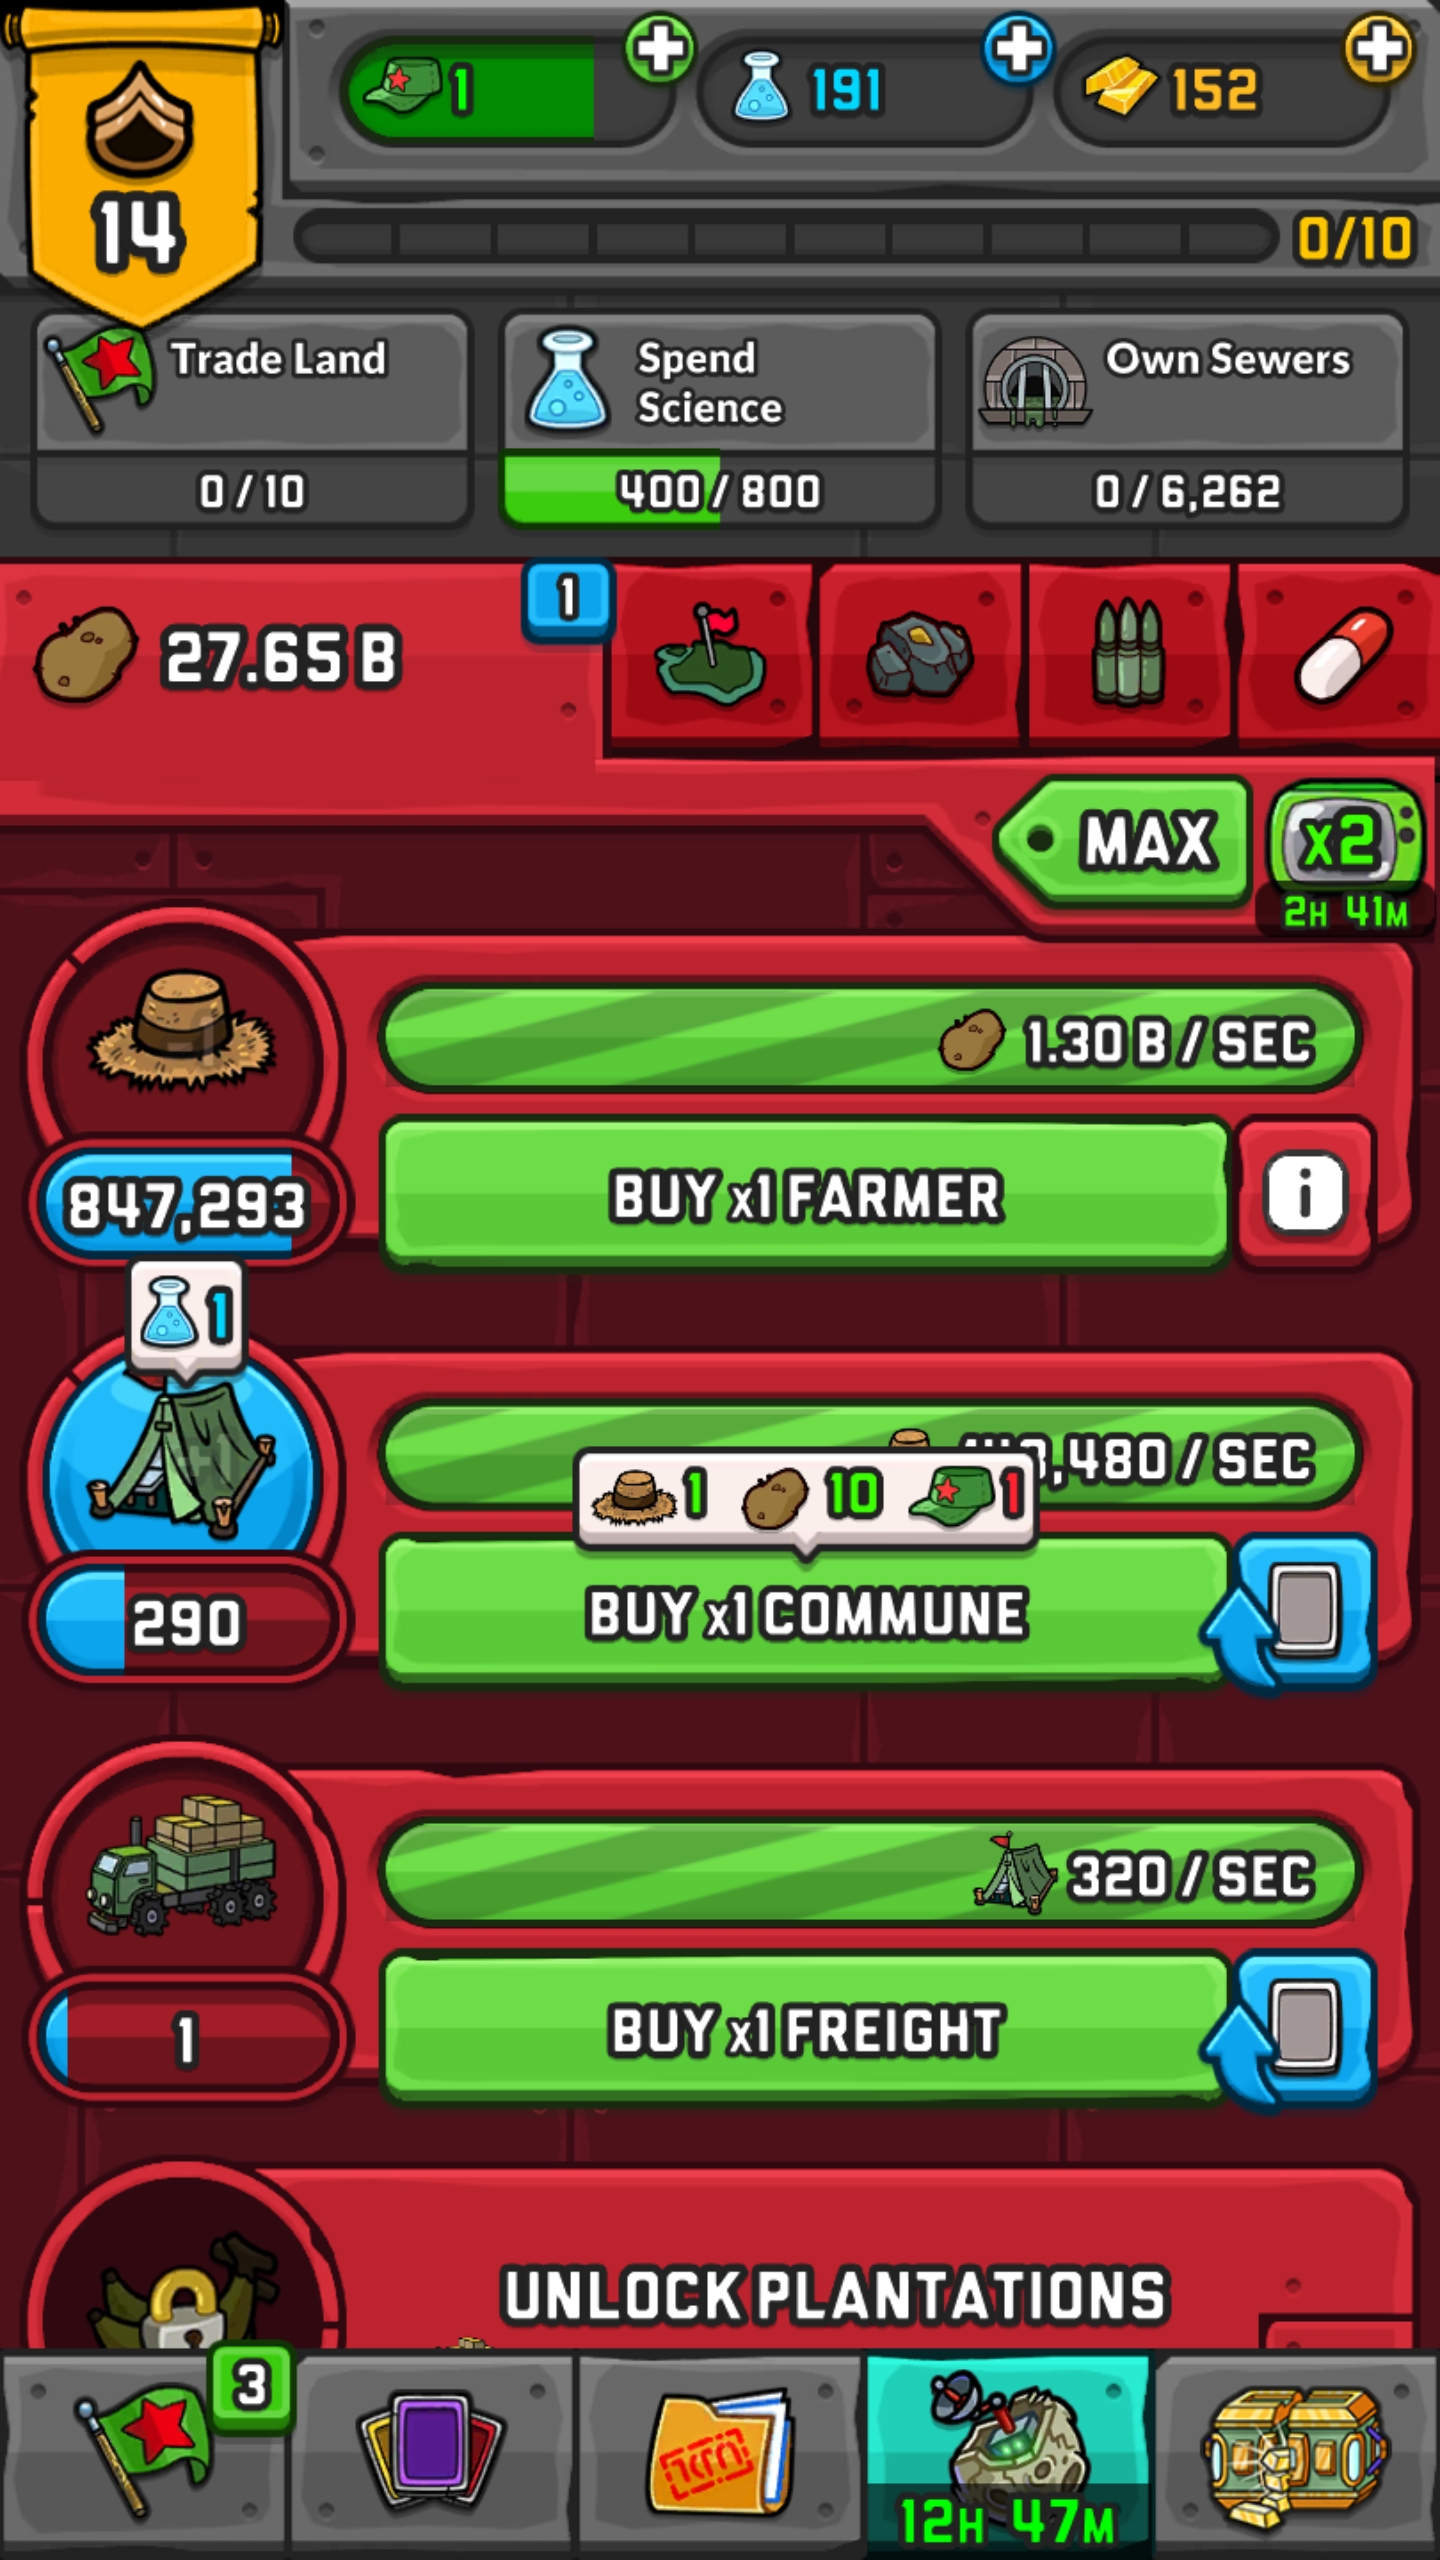 1
191
152
14
0/10
Trade Land
0 / 10
Spend
Science
400 / 800
Own Sewers
0 / 6,262
27.65 B
1
MAX
x2
2H 41M
1.30 B / SEC
847,293
BUY x1 FARMER
i
1
,480 / SEC
1 10 1
290
BUY x1 COMMUNE
320 / SEC
1
BUY x1 FREIGHT
UNLOCK PLANTATIONS
3
12H 47M